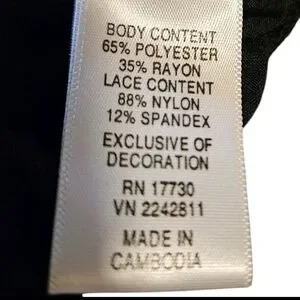 BODY CONTENT
65% POLYESTER
35% RAYON
LACE CONTENT
88% NYLON
12% SPANDEX
EXCLUSIVE OF
DECORATION
RN 17730
VN 2242811
MADE IN
CAMBODIA